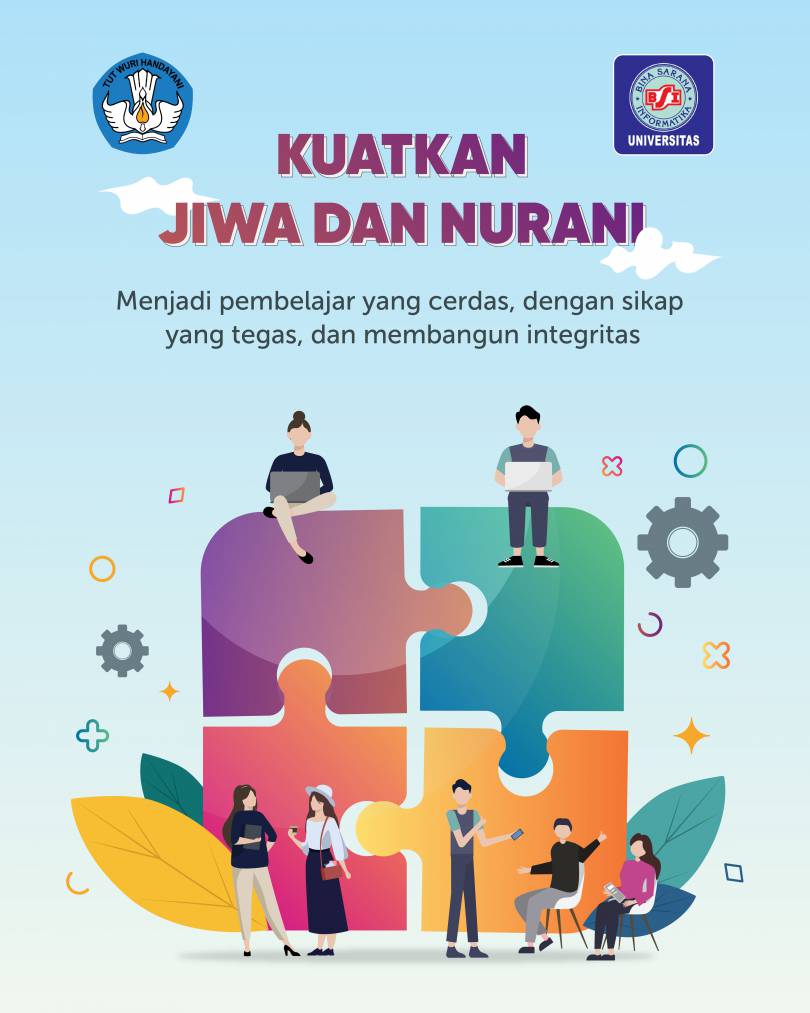 TUT WURI HANDAYANI
BINA SARANA
BSI
INFORMATIKA
UNIVERSITAS
KUATKAN
JIWA DAN NURANI
Menjadi pembelajar yang cerdas, dengan sikap
yang tegas, dan membangun integritas